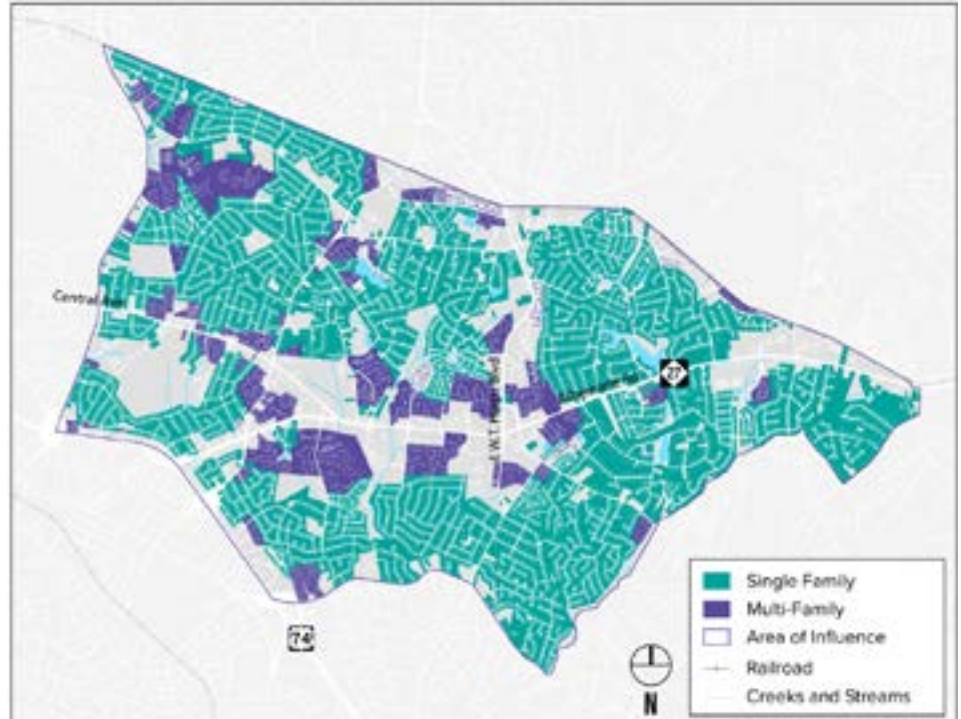 Central Ave
27
E W.T. Harris Blvd
74
N
Single Family
Multi-Family
Area of Influence
Railroad
Creeks and Streams